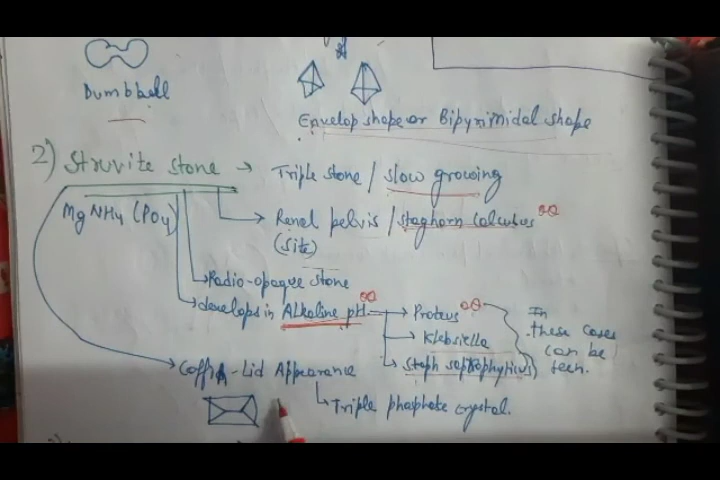 Dumbbell
Envelop shape or Bipyrimidal shape
2) Struvite stone → Triple stone / slow growing
MgNH4 (PO4)
→ Renal pelvis / staghorn calculus
(site)
→ Radio-opaque stone
→ develops in Alkaline pH → Proteus
→ Klebsiella
→ Staph saprophyticus
In these cases can be seen.
→ Coffin-Lid Appearance
→ Triple phosphate crystal.